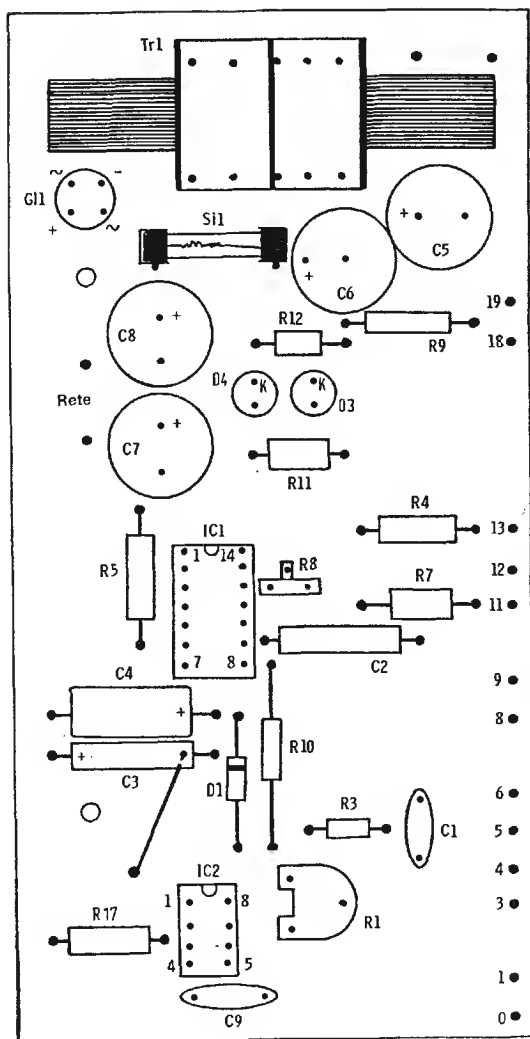 Tr1
~ -
Gl1
+ ~
Si1
+ C5
+ C6
19
R12
R9
18
C8 +
D4 K K D3
Rete
C7 +
R11
R4
13
IC1
1 14
R8
12
R5
R7
11
7 8
C2
C4
9
+
8
+
C3
R10
D1
6
R3
C1
5
IC2
4
1 8
3
R17
R1
4 5
1
C9
0